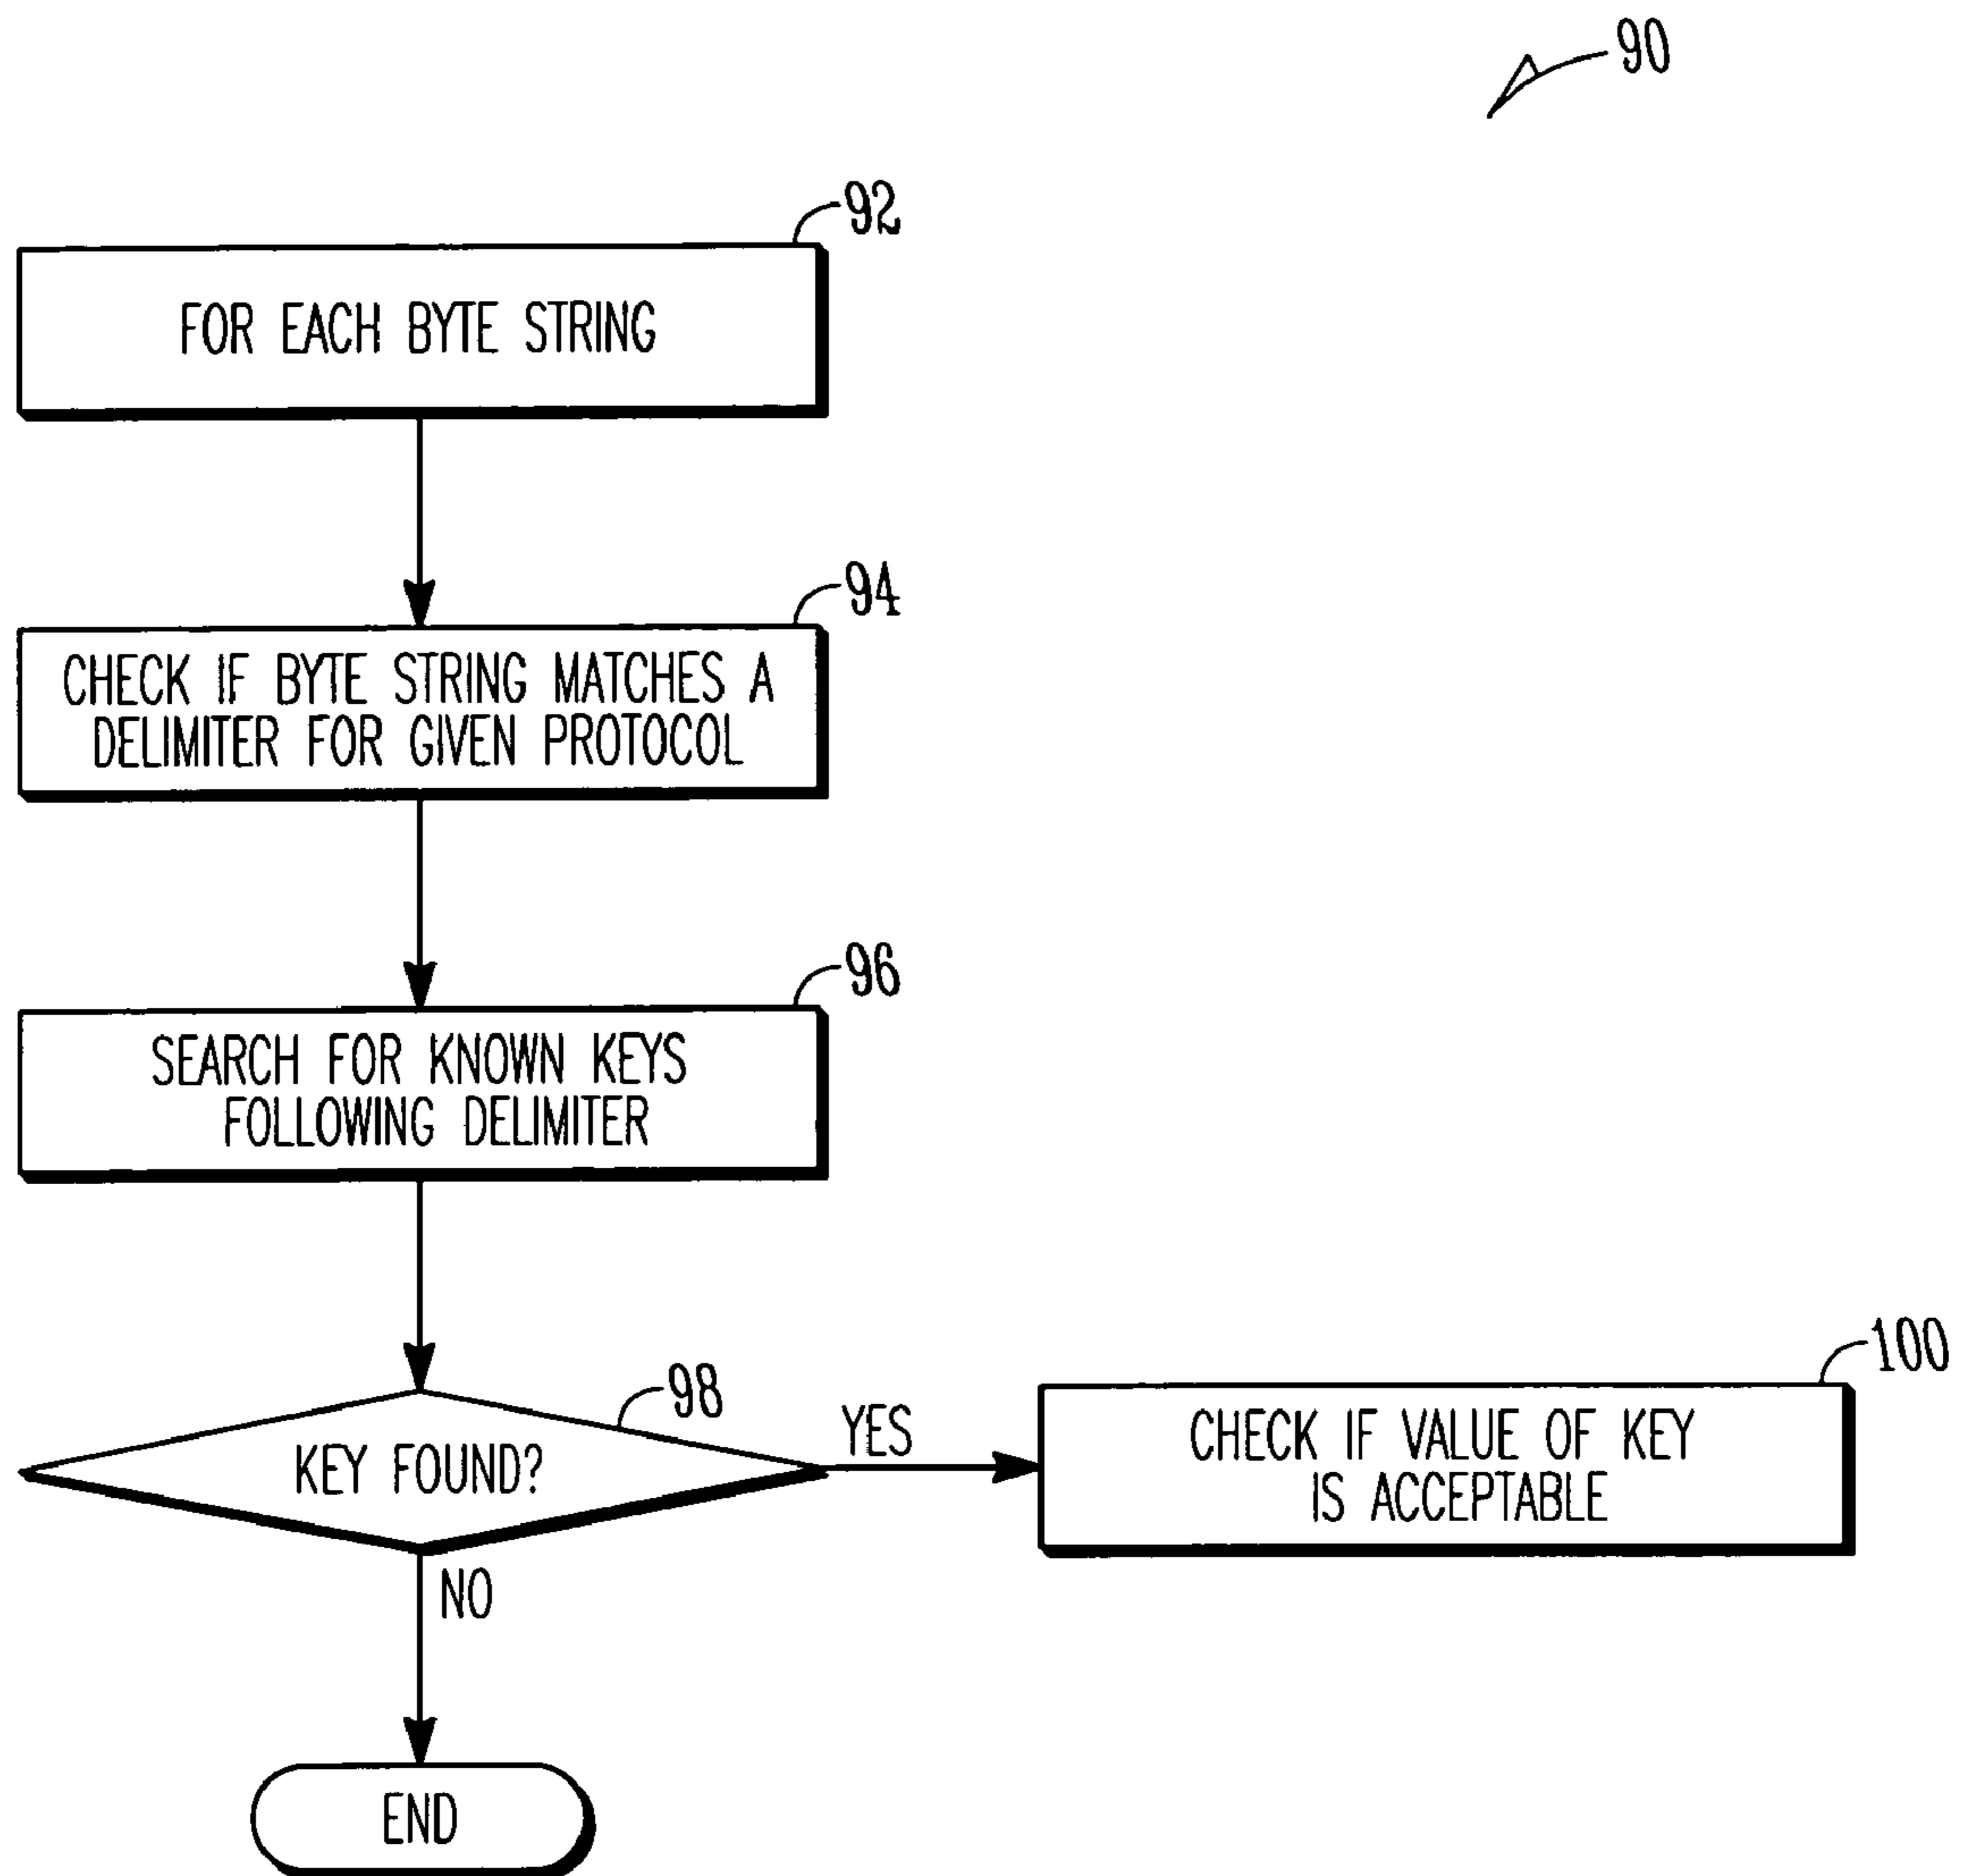 90
92
FOR EACH BYTE STRING
94
CHECK IF BYTE STRING MATCHES A
DELIMITER FOR GIVEN PROTOCOL
96
SEARCH FOR KNOWN KEYS
FOLLOWING DELIMITER
98
KEY FOUND?
YES
100
CHECK IF VALUE OF KEY
IS ACCEPTABLE
NO
END